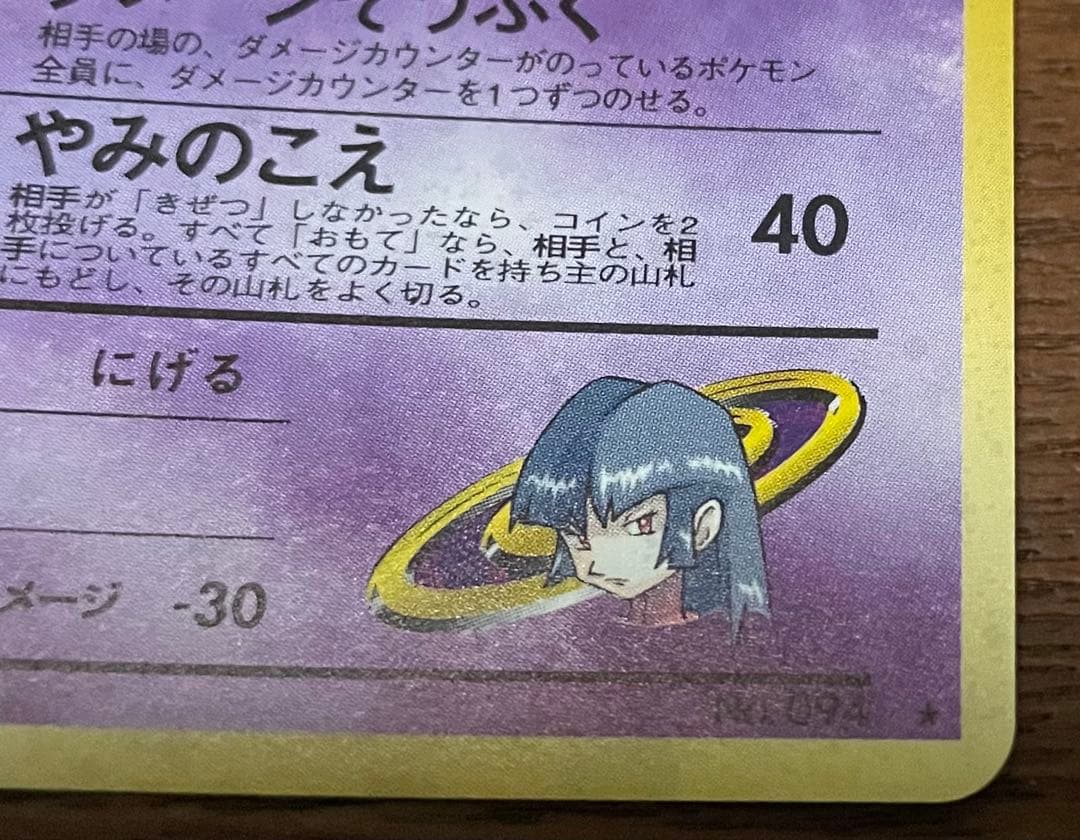 ぞうふく
相手の場の、ダメージカウンターがのっているポケモン
全員に、ダメージカウンターを1つずつのせる。
やみのこえ
40
相手が「きぜつ」しなかったなら、コインを2
枚投げる。すべて「おもて」なら、相手と、相
手についているすべてのカードを持ち主の山札
にもどし、その山札をよく切る。
にげる
メージ -30
No. 094 ★